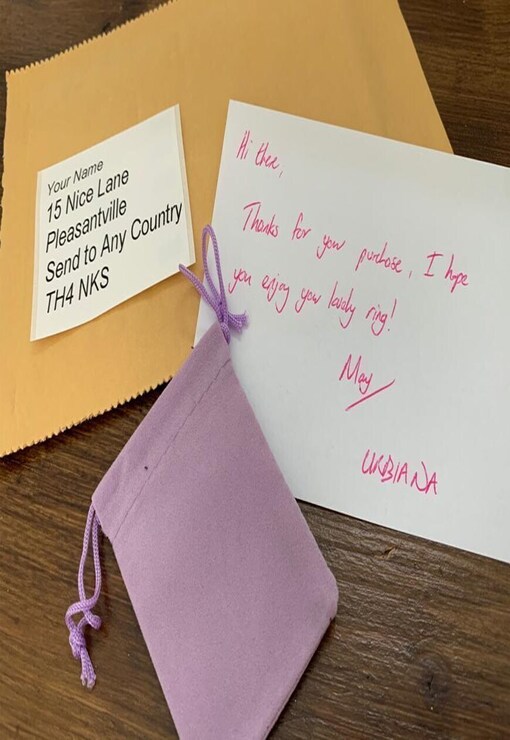 Your Name
15 Nice Lane
Pleasantville
Send to Any Country
TH4 NKS
Hi there,
Thanks for your purchase, I hope
you enjoy your lovely ring!
May
URBIANA